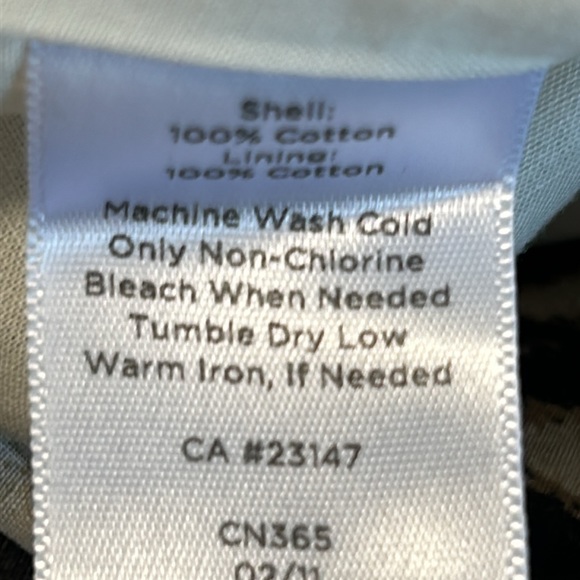 Shell:
100% Cotton
Lining:
100% Cotton
Machine Wash Cold
Only Non-Chlorine
Bleach When Needed
Tumble Dry Low
Warm Iron, If Needed
CA #23147
CN365
02/11